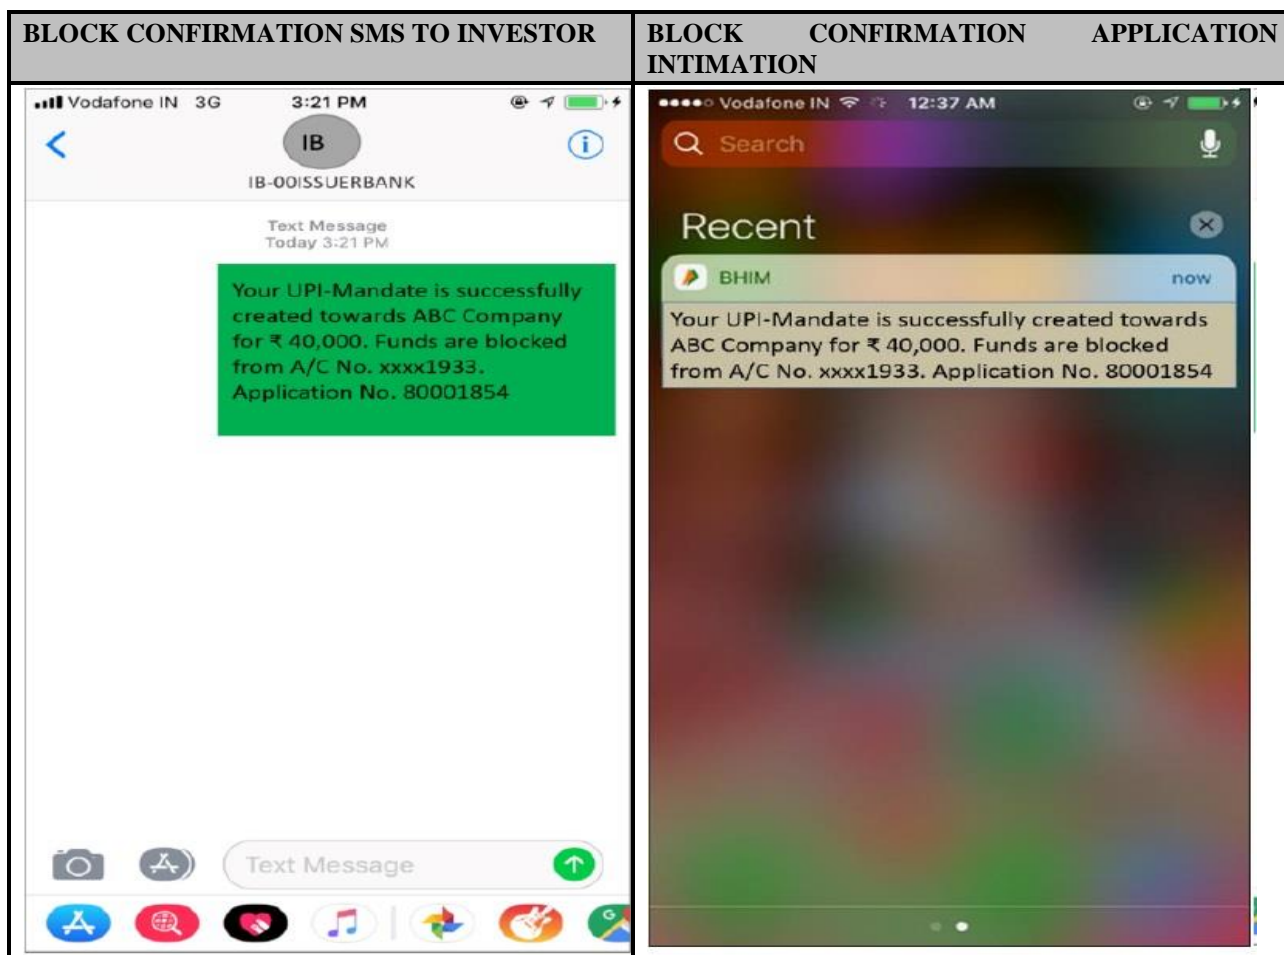 BLOCK CONFIRMATION SMS TO INVESTOR
BLOCK CONFIRMATION APPLICATION
INTIMATION
Vodafone IN 3G 3:21 PM
IB
IB-00ISSUERBANK
Text Message
Today 3:21 PM
Your UPI-Mandate is successfully
created towards ABC Company
for ₹ 40,000. Funds are blocked
from A/C No. xxxx1933.
Application No. 80001854
Text Message
G
Vodafone IN 12:37 AM
Search
Recent
BHIM now
Your UPI-Mandate is successfully created towards
ABC Company for ₹ 40,000. Funds are blocked
from A/C No. xxxx1933. Application No. 80001854